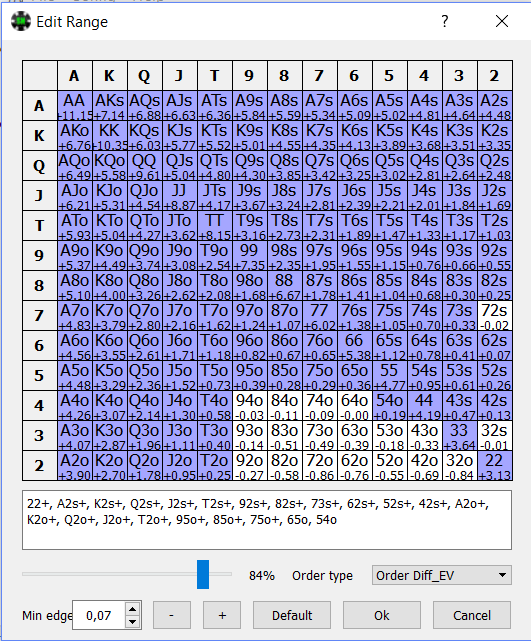 Edit Range ? ×
A K Q J T 9 8 7 6 5 4 3 2
A AA AKs AQs AJs ATs A9s A8s A7s A6s A5s A4s A3s A2s
+11.15 +7.14 +6.88 +6.63 +6.36 +5.84 +5.59 +5.34 +5.09 +5.02 +4.81 +4.64 +4.48
K AKo KK KQs KJs KTs K9s K8s K7s K6s K5s K4s K3s K2s
+6.76 +10.35 +6.03 +5.77 +5.52 +5.01 +4.55 +4.35 +4.13 +3.89 +3.68 +3.51 +3.35
Q AQo KQo QQ QJs QTs Q9s Q8s Q7s Q6s Q5s Q4s Q3s Q2s
+6.49 +5.58 +9.61 +5.04 +4.80 +4.30 +3.85 +3.42 +3.25 +3.02 +2.81 +2.64 +2.48
J AJo KJo QJo JJ JTs J9s J8s J7s J6s J5s J4s J3s J2s
+6.21 +5.31 +4.54 +8.87 +4.17 +3.67 +3.24 +2.81 +2.39 +2.21 +2.01 +1.84 +1.69
T ATo KTo QTo JTo TT T9s T8s T7s T6s T5s T4s T3s T2s
+5.93 +5.04 +4.27 +3.62 +8.15 +3.16 +2.73 +2.31 +1.89 +1.47 +1.33 +1.17 +1.03
9 A9o K9o Q9o J9o T9o 99 98s 97s 96s 95s 94s 93s 92s
+5.37 +4.49 +3.74 +3.08 +2.54 +7.35 +2.35 +1.95 +1.55 +1.15 +0.76 +0.66 +0.55
8 A8o K8o Q8o J8o T8o 98o 88 87s 86s 85s 84s 83s 82s
+5.10 +4.00 +3.26 +2.62 +2.08 +1.68 +6.67 +1.78 +1.41 +1.04 +0.68 +0.30 +0.25
7 A7o K7o Q7o J7o T7o 97o 87o 77 76s 75s 74s 73s 72s
+4.83 +3.79 +2.80 +2.16 +1.62 +1.24 +1.07 +6.02 +1.38 +1.05 +0.70 +0.33 -0.02
6 A6o K6o Q6o J6o T6o 96o 86o 76o 66 65s 64s 63s 62s
+4.56 +3.55 +2.61 +1.71 +1.18 +0.82 +0.67 +0.65 +5.38 +1.12 +0.78 +0.41 +0.07
5 A5o K5o Q5o J5o T5o 95o 85o 75o 65o 55 54s 53s 52s
+4.48 +3.29 +2.36 +1.52 +0.73 +0.39 +0.28 +0.29 +0.36 +4.77 +0.95 +0.61 +0.26
4 A4o K4o Q4o J4o T4o 94o 84o 74o 64o 54o 44 43s 42s
+4.26 +3.07 +2.14 +1.30 +0.58 -0.03 -0.11 -0.09 -0.00 +0.19 +4.19 +0.47 +0.13
3 A3o K3o Q3o J3o T3o 93o 83o 73o 63o 53o 43o 33 32s
+4.07 +2.87 +1.96 +1.11 +0.40 -0.14 -0.51 -0.49 -0.39 -0.18 -0.33 +3.64 -0.01
2 A2o K2o Q2o J2o T2o 92o 82o 72o 62o 52o 42o 32o 22
+3.90 +2.70 +1.78 +0.95 +0.25 -0.27 -0.58 -0.86 -0.76 -0.55 -0.69 -0.84 +3.13
22+, A2s+, K2s+, Q2s+, J2s+, T2s+, 92s+, 82s+, 73s+, 62s+, 52s+, 42s+, A2o+,
K2o+, Q2o+, J2o+, T2o+, 95o+, 85o+, 75o+, 65o, 54o
84% Order type Order Diff_EV
Min edge 0,07 - + Default Ok Cancel